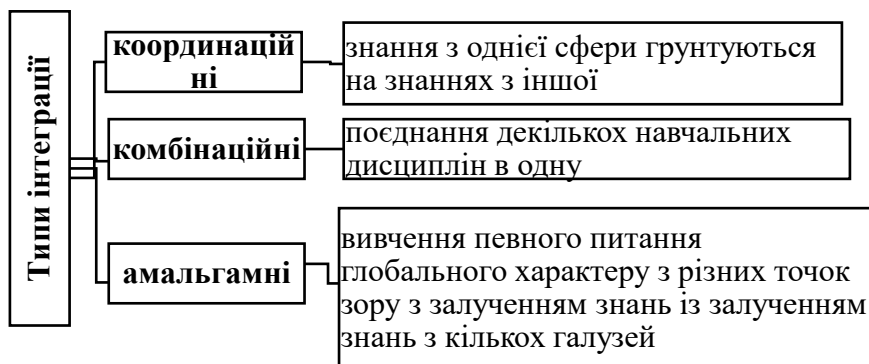 Типи інтеграції
координацій
ні
знання з однієї сфери грунтуються
на знаннях з іншої
комбінаційні
поєднання декількох навчальних
дисциплін в одну
амальгамні
вивчення певного питання
глобального характеру з різних точок
зору з залученням знань із залученням
знань з кількох галузей